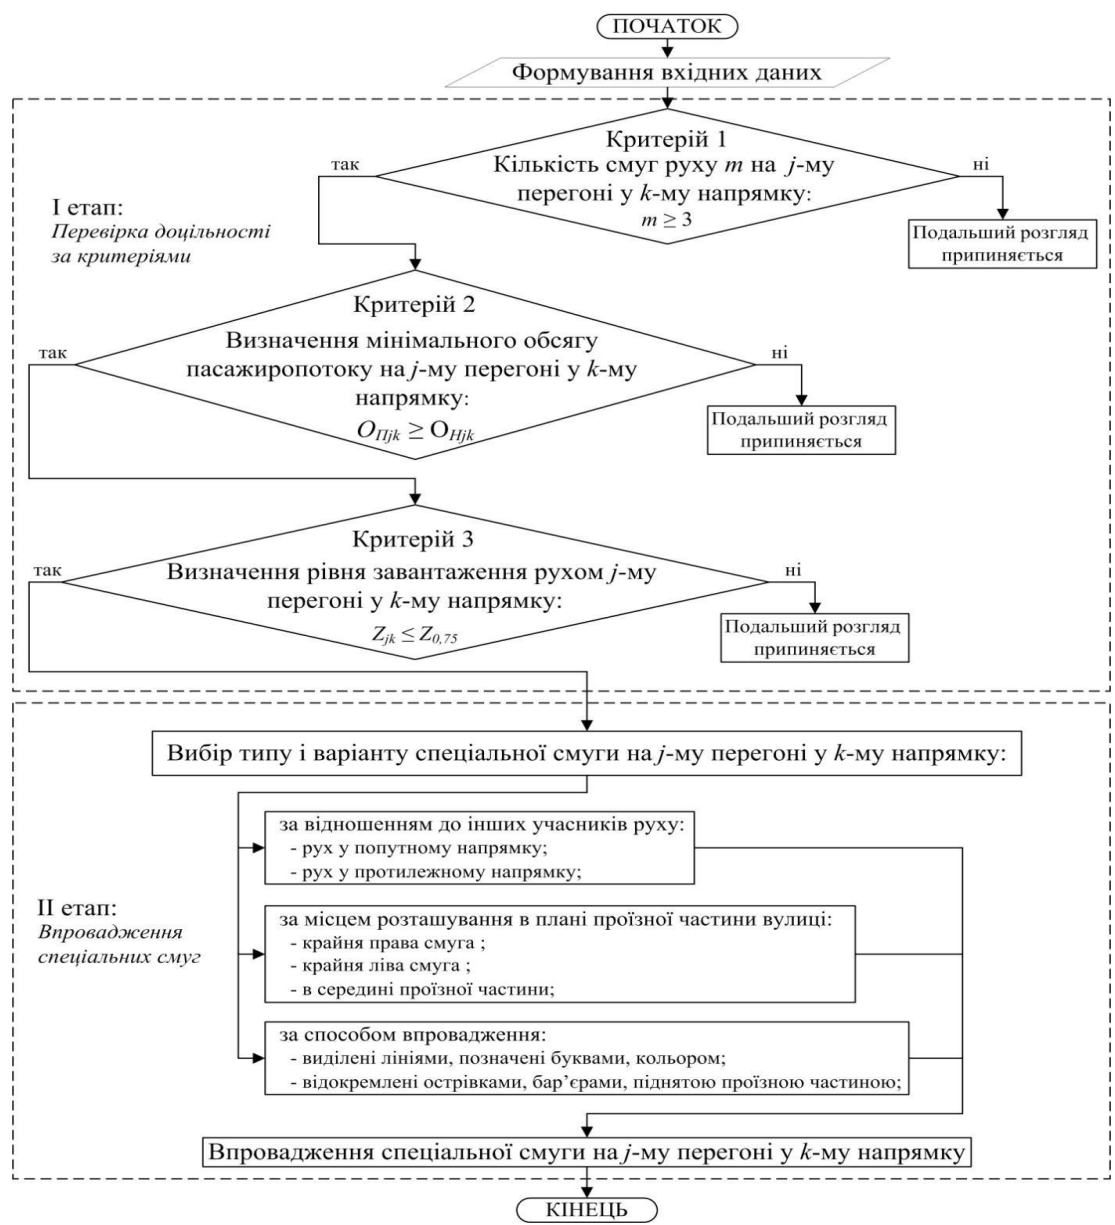 ПОЧАТОК
Формування вхідних даних
Критерій 1
Кількість смуг руху m на j-му
перегоні у k-му напрямку:
m ≥ 3
так
ні
Подальший розгляд
припиняється
І етап:
Перевірка доцільності
за критеріями
Критерій 2
Визначення мінімального обсягу
пасажиропотоку на j-му перегоні у k-му
напрямку:
OПjk ≥ OНjk
так
ні
Подальший розгляд
припиняється
Критерій 3
Визначення рівня завантаження рухом j-му
перегоні у k-му напрямку:
Zjk ≤ Z0,75
так
ні
Подальший розгляд
припиняється
Вибір типу і варіанту спеціальної смуги на j-му перегоні у k-му напрямку:
за відношенням до інших учасників руху:
- рух у попутному напрямку;
- рух у протилежному напрямку;
ІІ етап:
Впровадження
спеціальних смуг
за місцем розташування в плані проїзної частини вулиці:
- крайня права смуга ;
- крайня ліва смуга ;
- в середині проїзної частини;
за способом впровадження:
- виділені лініями, позначені буквами, кольором;
- відокремлені острівками, бар’єрами, піднятою проїзною частиною;
Впровадження спеціальної смуги на j-му перегоні у k-му напрямку
КІНЕЦЬ